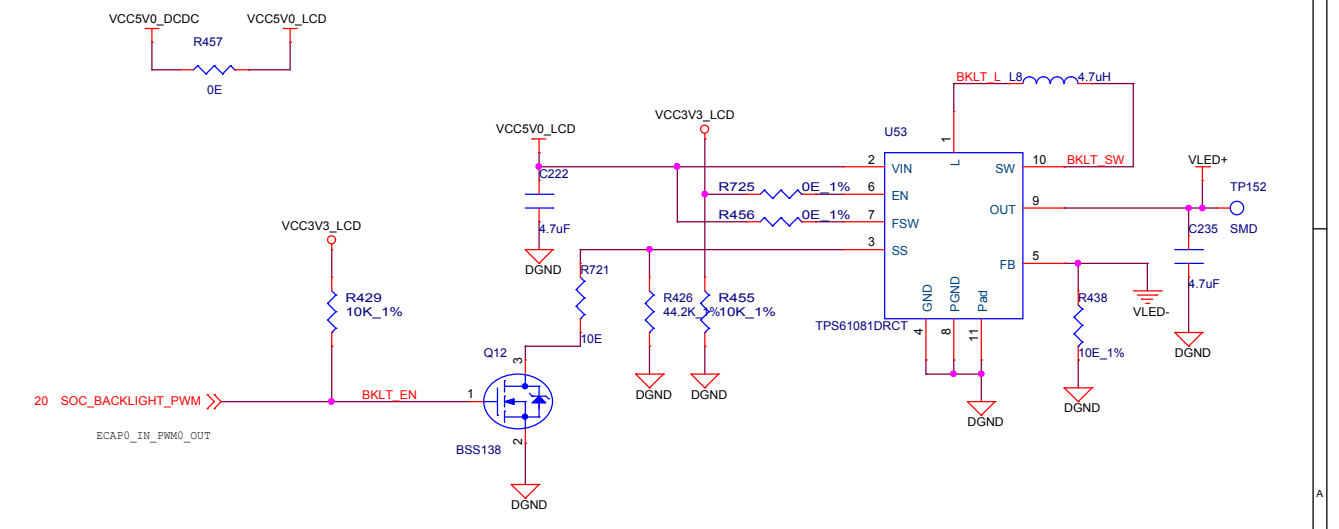 VCC5V0_DCDC
VCC5V0_LCD
R457
0E
BKLT_L
L8
4.7uH
VCC5V0_LCD
VCC3V3_LCD
U53
1
L
2
VIN
SW
10
BKLT_SW
VLED+
C222
R725
0E_1%
6
EN
TP152
R456
0E_1%
7
FSW
OUT
9
4.7uF
C235
SMD
VCC3V3_LCD
3
SS
DGND
R721
FB
5
4.7uF
R429
10K_1%
R426
44.2K_1%
R455
10K_1%
GND
PGND
Pad
R438
VLED-
TPS61081DRCT
4
8
11
10E
10E_1%
DGND
Q12
3
DGND
DGND
DGND
DGND
20
SOC_BACKLIGHT_PWM
BKLT_EN
1
ECAP0_IN_PWM0_OUT
BSS138
2
DGND
A